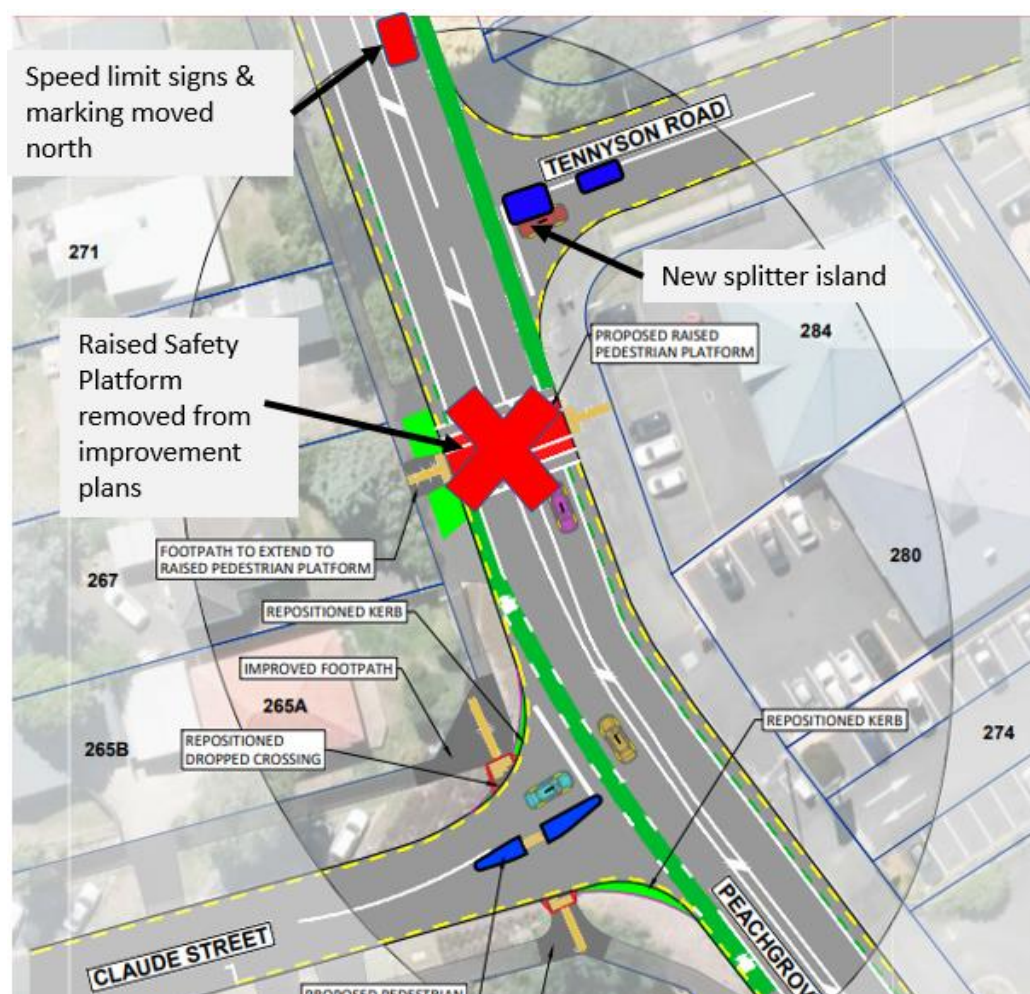 Speed limit signs &
marking moved
north
TENNYSON ROAD
271
New splitter island
Raised Safety
Platform
removed from
improvement
plans
PROPOSED RAISED
PEDESTRIAN PLATFORM
284
FOOTPATH TO EXTEND TO
RAISED PEDESTRIAN PLATFORM
280
267
REPOSITIONED KERB
IMPROVED FOOTPATH
265A
REPOSITIONED KERB
274
265B
REPOSITIONED
DROPPED CROSSING
CLAUDE STREET
PEACHGROV
PROPOSED PEDESTRIAN